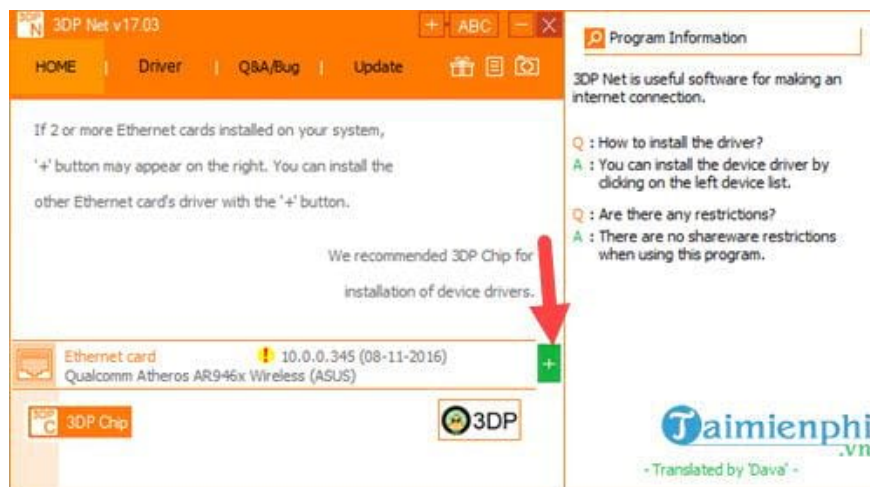 3DP Net v17.03
+ ABC
HOME | Driver | Q&A/Bug | Update
If 2 or more Ethernet cards installed on your system,
'+' button may appear on the right. You can install the
other Ethernet card's driver with the '+' button.
We recommended 3DP Chip for
installation of device drivers.
Ethernet card ! 10.0.0.345 (08-11-2016)
Qualcomm Atheros AR946x Wireless (ASUS)
+
3DP Chip
3DP
Program Information
3DP Net is useful software for making an
internet connection.
Q : How to install the driver?
A : You can install the device driver by
clicking on the left device list.
Q : Are there any restrictions?
A : There are no shareware restrictions
when using this program.
Taimienphi
.vn
- Translated by 'Dava' -